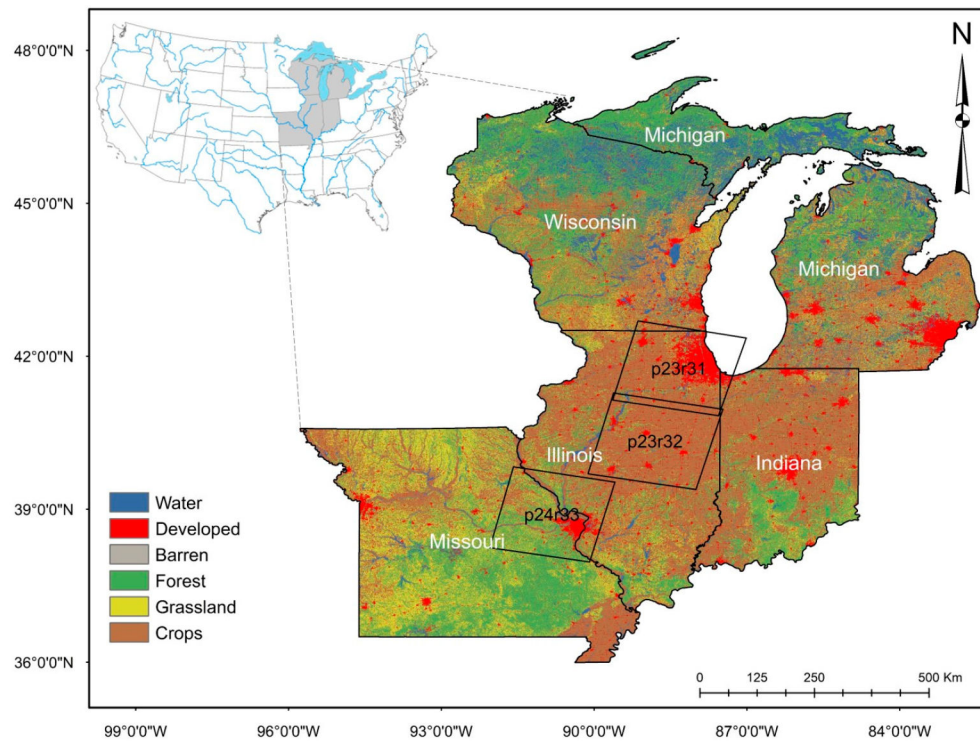 48°0'0"N
45°0'0"N
42°0'0"N
39°0'0"N
36°0'0"N
N
Michigan
Wisconsin
Michigan
p23r31
p23r32
Illinois
Indiana
p24r33
Missouri
Water
Developed
Barren
Forest
Grassland
Crops
0 125 250 500 Km
99°0'0"W 96°0'0"W 93°0'0"W 90°0'0"W 87°0'0"W 84°0'0"W